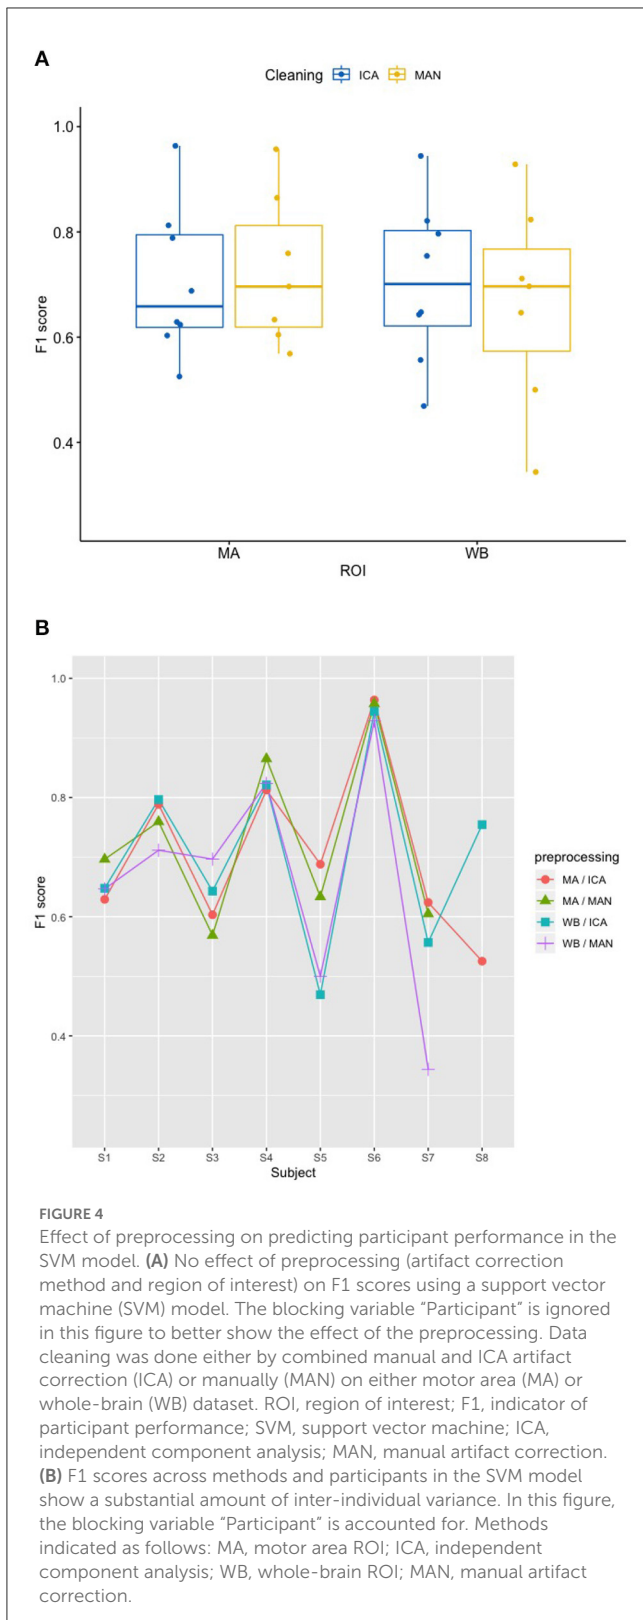 A
Cleaning ICA MAN
1.0
0.8
0.6
0.4
F1 score
MA WB
ROI
B
1.0
0.8
0.6
0.4
F1 score
S1 S2 S3 S4 S5 S6 S7 S8
Subject
preprocessing
MA / ICA
MA / MAN
WB / ICA
WB / MAN
FIGURE 4
Effect of preprocessing on predicting participant performance in the
SVM model. (A) No effect of preprocessing (artifact correction
method and region of interest) on F1 scores using a support vector
machine (SVM) model. The blocking variable “Participant” is ignored
in this figure to better show the effect of the preprocessing. Data
cleaning was done either by combined manual and ICA artifact
correction (ICA) or manually (MAN) on either motor area (MA) or
whole-brain (WB) dataset. ROI, region of interest; F1, indicator of
participant performance; SVM, support vector machine; ICA,
independent component analysis; MAN, manual artifact correction.
(B) F1 scores across methods and participants in the SVM model
show a substantial amount of inter-individual variance. In this figure,
the blocking variable “Participant” is accounted for. Methods
indicated as follows: MA, motor area ROI; ICA, independent
component analysis; WB, whole-brain ROI; MAN, manual artifact
correction.